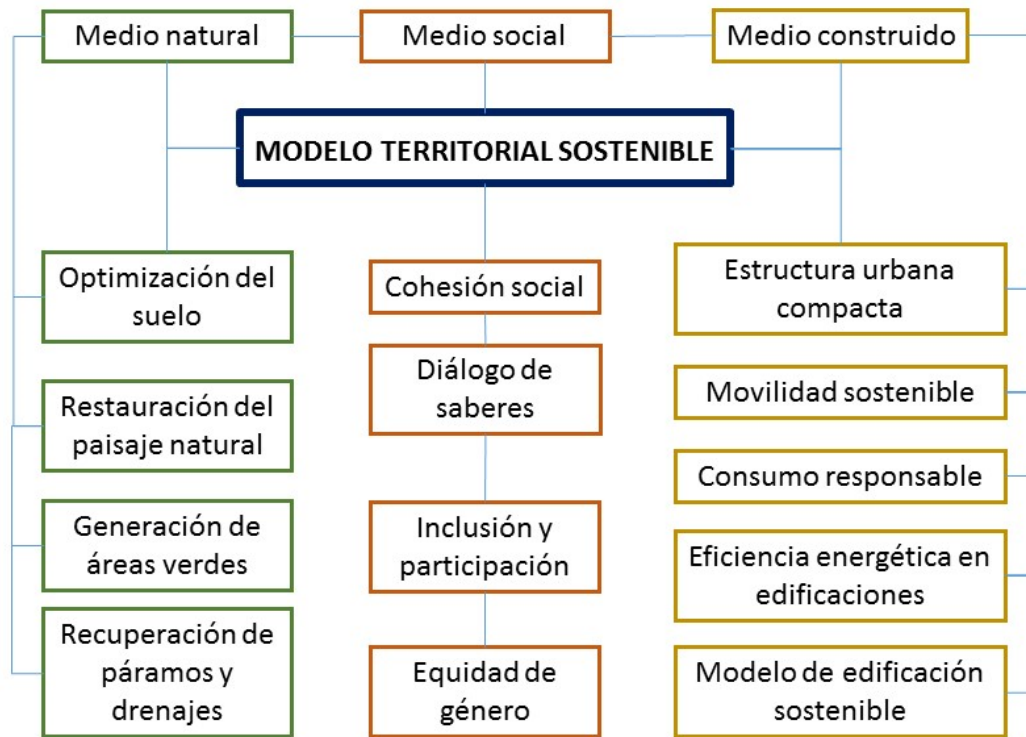 Medio natural
Medio social
Medio construido
MODELO TERRITORIAL SOSTENIBLE
Optimización del
suelo
Restauración del
paisaje natural
Generación de
áreas verdes
Recuperación de
páramos y
drenajes
Cohesión social
Diálogo de
saberes
Inclusión y
participación
Equidad de
género
Estructura urbana
compacta
Movilidad sostenible
Consumo responsable
Eficiencia energética en
edificaciones
Modelo de edificación
sostenible